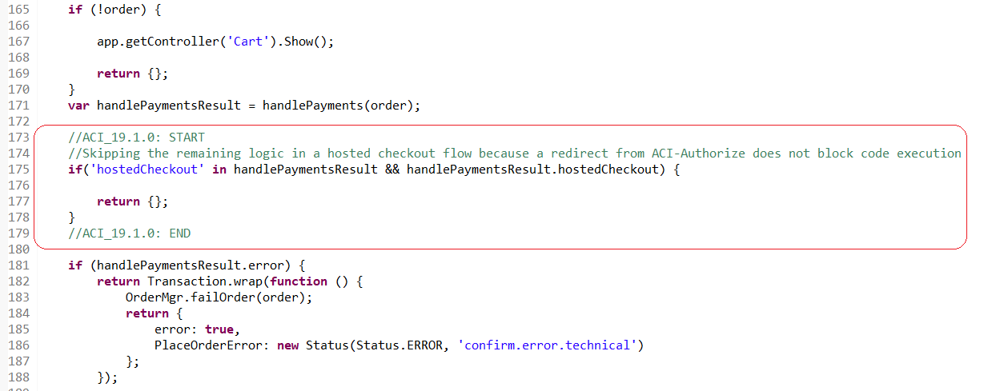 165 if (!order) {
166
167 app.getController('Cart').Show();
168
169 return {};
170 }
171 var handlePaymentsResult = handlePayments(order);
172
173 //ACI_19.1.0: START
174 //Skipping the remaining logic in a hosted checkout flow because a redirect from ACI-Authorize does not block code execution
175 if('hostedCheckout' in handlePaymentsResult && handlePaymentsResult.hostedCheckout) {
176
177 return {};
178 }
179 //ACI_19.1.0: END
180
181 if (handlePaymentsResult.error) {
182 return Transaction.wrap(function () {
183 OrderMgr.failOrder(order);
184 return {
185 error: true,
186 PlaceOrderError: new Status(Status.ERROR, 'confirm.error.technical')
187 };
188 });